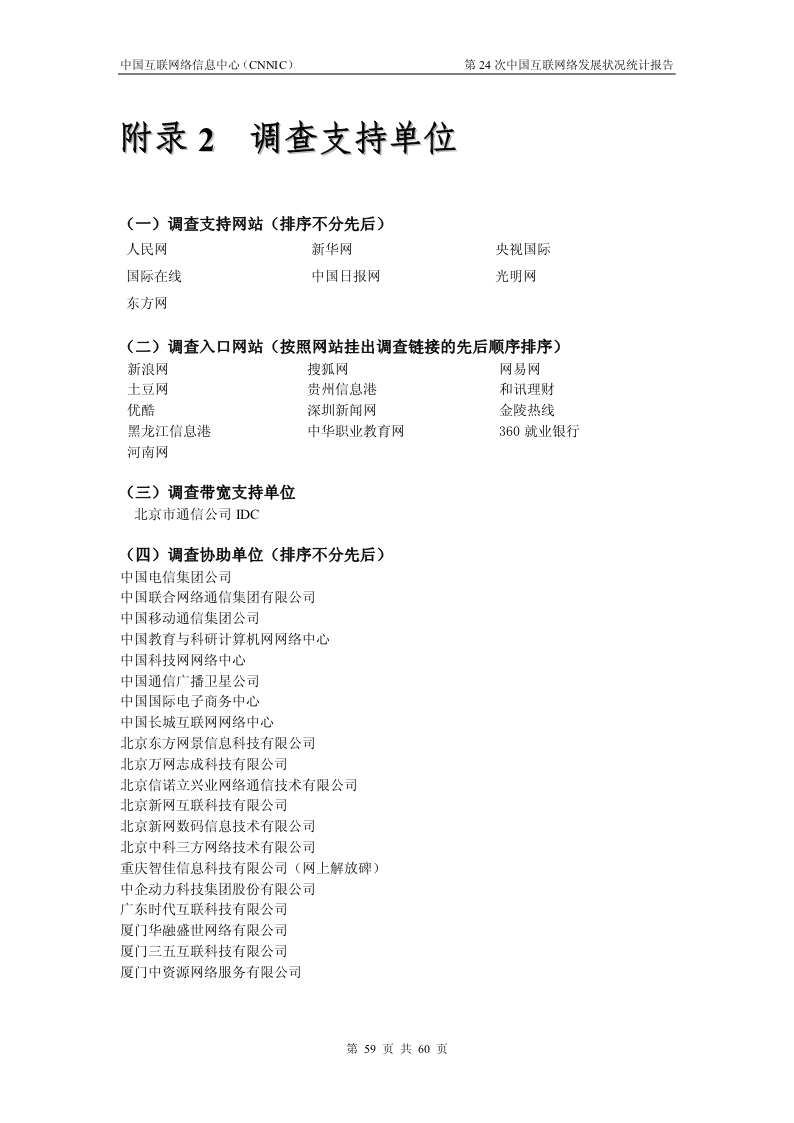 中国互联网络信息中心（CNNIC） 第 24 次中国互联网络发展状况统计报告
附录 2 调查支持单位
（一）调查支持网站（排序不分先后）
人民网 新华网 央视国际
国际在线 中国日报网 光明网
东方网
（二）调查入口网站（按照网站挂出调查链接的先后顺序排序）
新浪网 搜狐网 网易网
土豆网 贵州信息港 和讯理财
优酷 深圳新闻网 金陵热线
黑龙江信息港 中华职业教育网 360 就业银行
河南网
（三）调查带宽支持单位
北京市通信公司 IDC
（四）调查协助单位（排序不分先后）
中国电信集团公司
中国联合网络通信集团有限公司
中国移动通信集团公司
中国教育与科研计算机网网络中心
中国科技网网络中心
中国通信广播卫星公司
中国国际电子商务中心
中国长城互联网网络中心
北京东方网景信息科技有限公司
北京万网志成科技有限公司
北京信诺立兴业网络通信技术有限公司
北京新网互联科技有限公司
北京新网数码信息技术有限公司
北京中科三方网络技术有限公司
重庆智佳信息科技有限公司（网上解放碑）
中企动力科技集团股份有限公司
广东时代互联科技有限公司
厦门华融盛世网络有限公司
厦门三五互联科技有限公司
厦门中资源网络服务有限公司
第 59 页 共 60 页